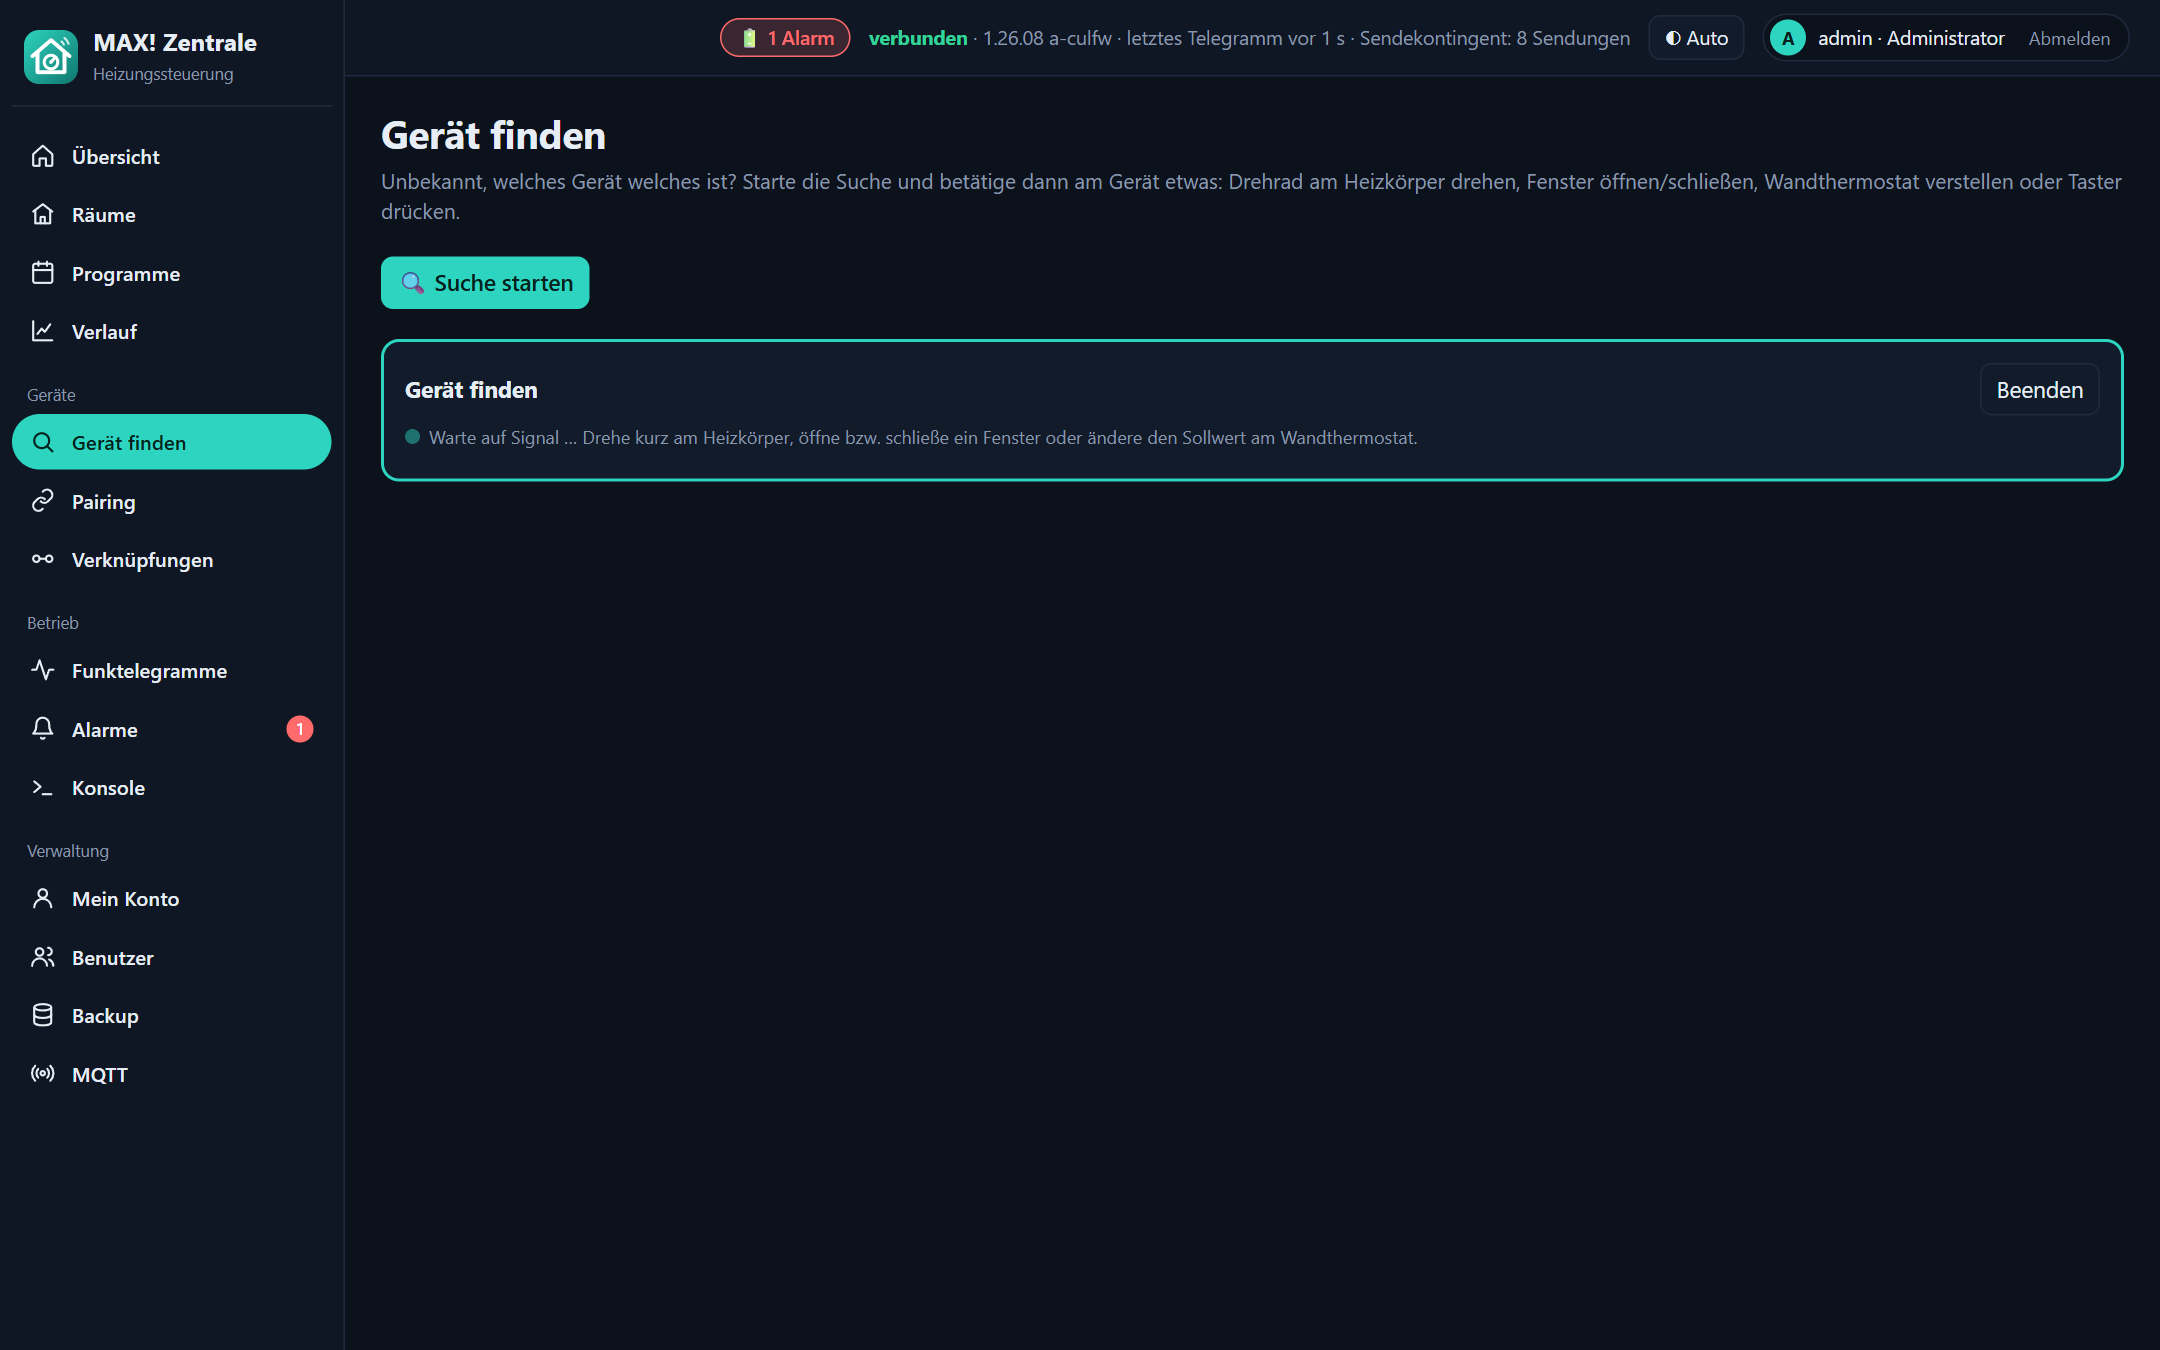 MAX! Zentrale
Heizungssteuerung
1 Alarm
verbunden · 1.26.08 a-culfw · letztes Telegramm vor 1 s · Sendekontingent: 8 Sendungen
Auto
A
admin · Administrator
Abmelden
Übersicht
Räume
Programme
Verlauf
Geräte
Gerät finden
Pairing
Verknüpfungen
Betrieb
Funktelegramme
Alarme
1
Konsole
Verwaltung
Mein Konto
Benutzer
Backup
MQTT
Gerät finden
Unbekannt, welches Gerät welches ist? Starte die Suche und betätige dann am Gerät etwas: Drehrad am Heizkörper drehen, Fenster öffnen/schließen, Wandthermostat verstellen oder Taster
drücken.
Suche starten
Gerät finden
Beenden
Warte auf Signal … Drehe kurz am Heizkörper, öffne bzw. schließe ein Fenster oder ändere den Sollwert am Wandthermostat.